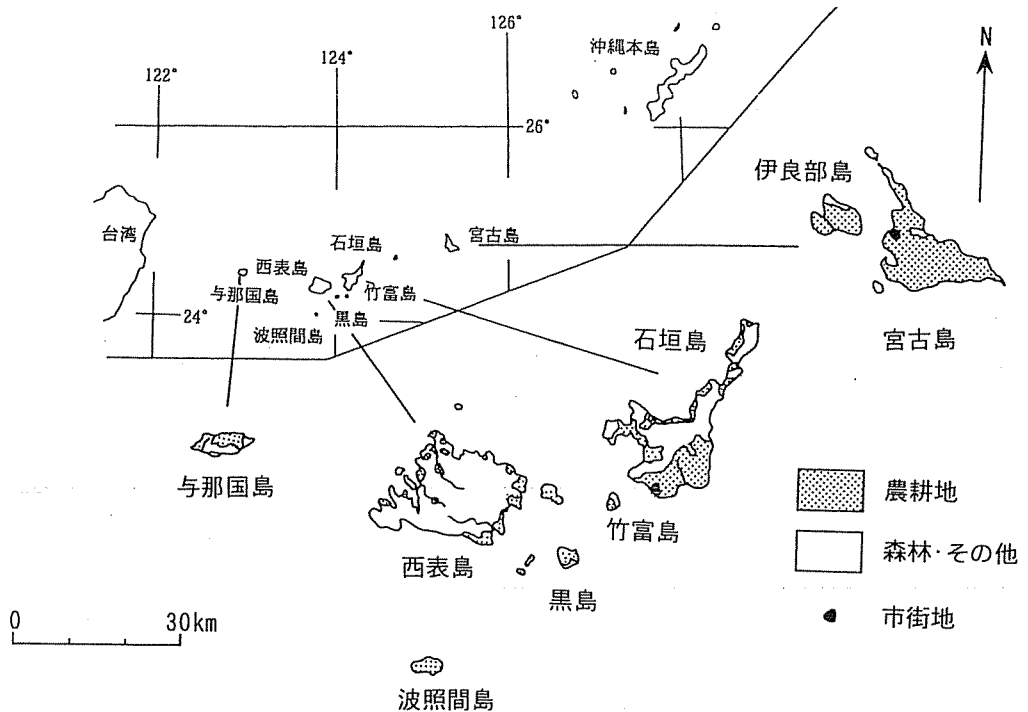 126°
沖縄本島
N
124°
122°
26°
伊良部島
台湾
石垣島
宮古島
西表島
与那国島
竹富島
24°
黒島
波照間島
石垣島
宮古島
与那国島
農耕地
竹富島
森林・その他
西表島
黒島
市街地
0 30km
波照間島